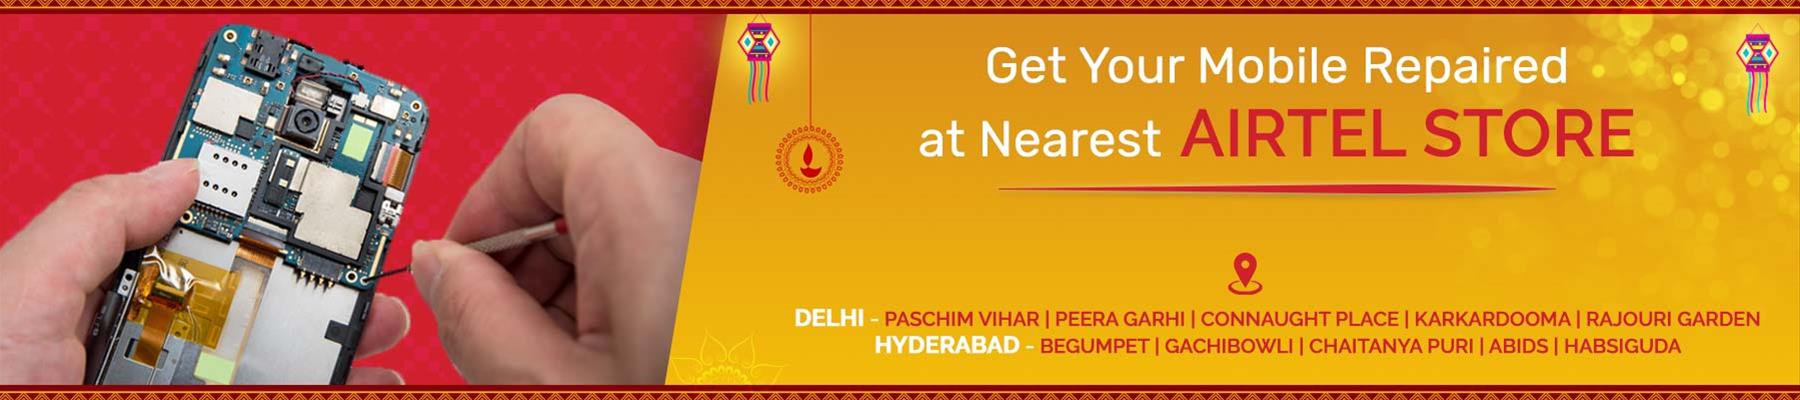 Get Your Mobile Repaired
at Nearest AIRTEL STORE
DELHI - PASCHIM VIHAR | PEERA GARHI | CONNAUGHT PLACE | KARKARDOOMA | RAJOURI GARDEN
HYDERABAD - BEGUMPET | GACHIBOWLI | CHAITANYA PURI | ABIDS | HABSIGUDA